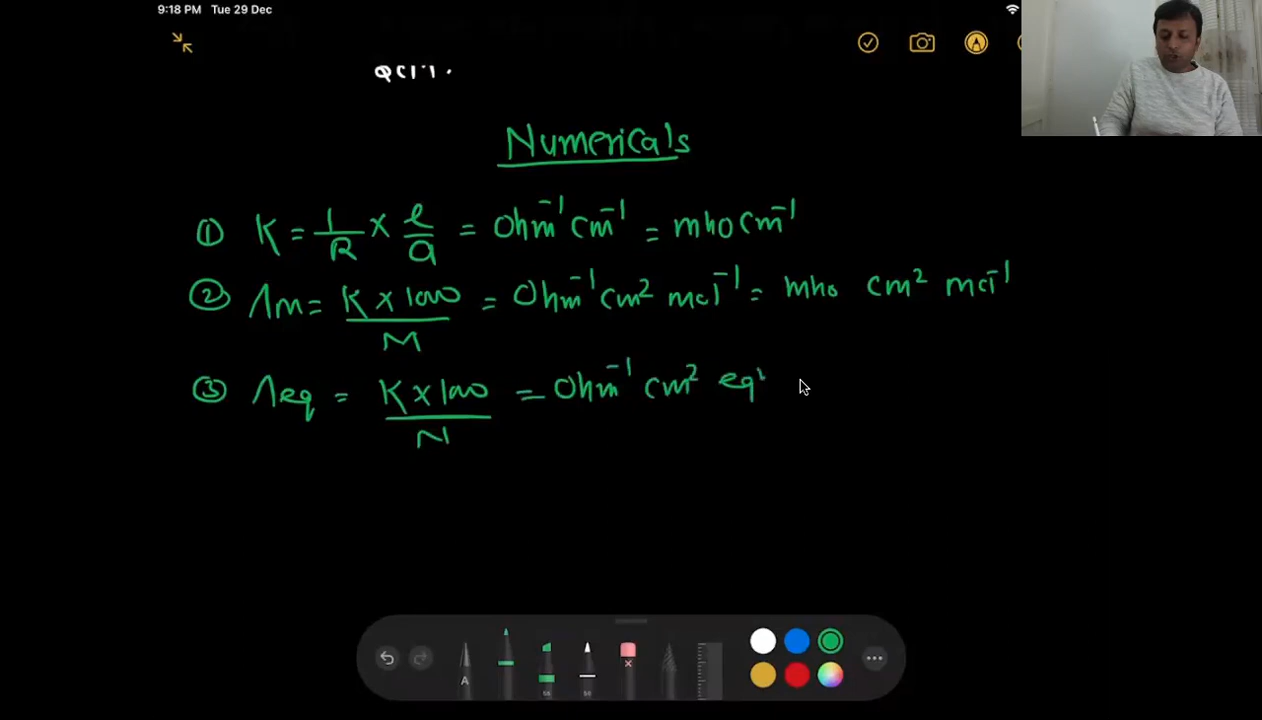 9:18 PM Tue 29 Dec
Numericals
① K = 1/R × l/a = Ohm⁻¹ cm⁻¹ = mho cm⁻¹
② Λm = K × 1000/M = Ohm⁻¹ cm² mol⁻¹ = mho cm² mol⁻¹
③ Λeq = K × 1000/N = Ohm⁻¹ cm² eq
A